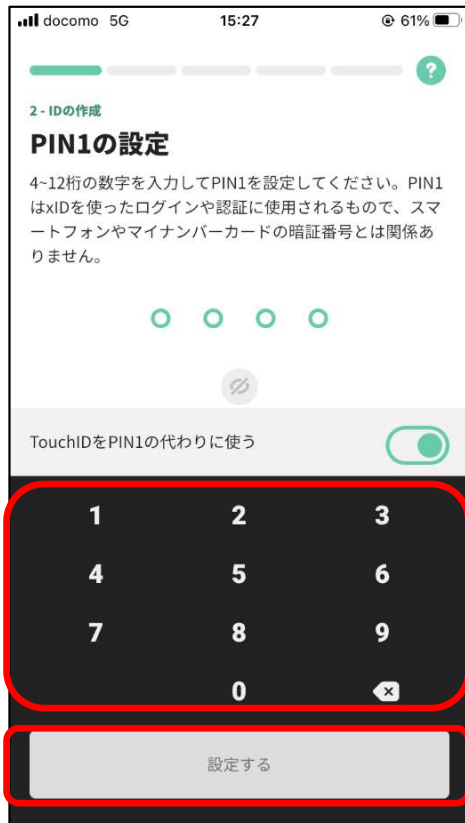 docomo 5G 15:27 61%
?
2 - IDの作成
PIN1の設定
4~12桁の数字を入力してPIN1を設定してください。PIN1
はxIDを使ったログインや認証に使用されるもので、スマ
ートフォンやマイナンバーカードの暗証番号とは関係あ
りません。
TouchIDをPIN1の代わりに使う
1 2 3
4 5 6
7 8 9
0
設定する